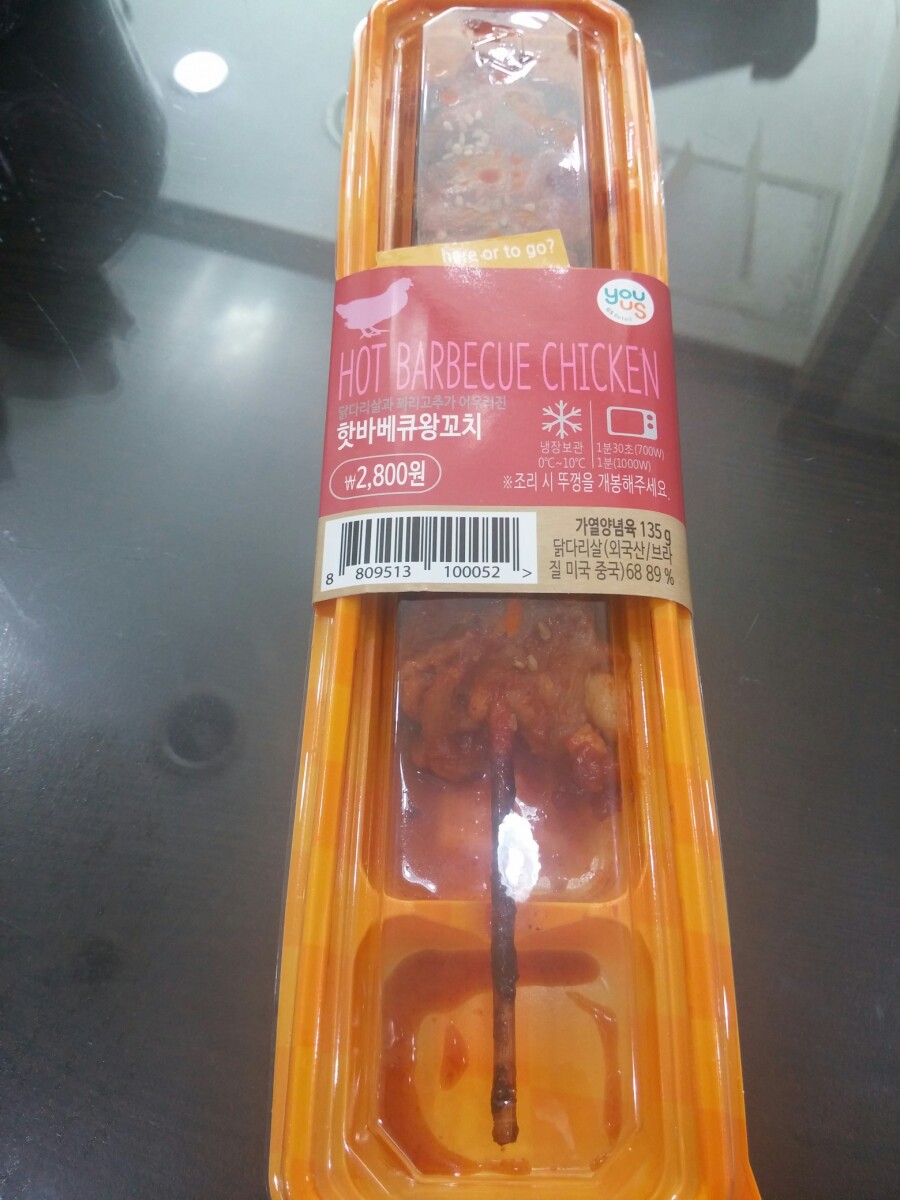 here or to go?
you
us
HOT BARBECUE CHICKEN
닭다리살과 꽈리고추가 어우러진
핫바베큐왕꼬치
₩2,800원
냉장보관
0℃~10℃
1분30초(700W)
1분(1000W)
※조리 시 뚜껑을 개봉해주세요.
가열양념육 135g
닭다리살(외국산/브라
질 미국 중국)68 89 %
8 809513 100052 >